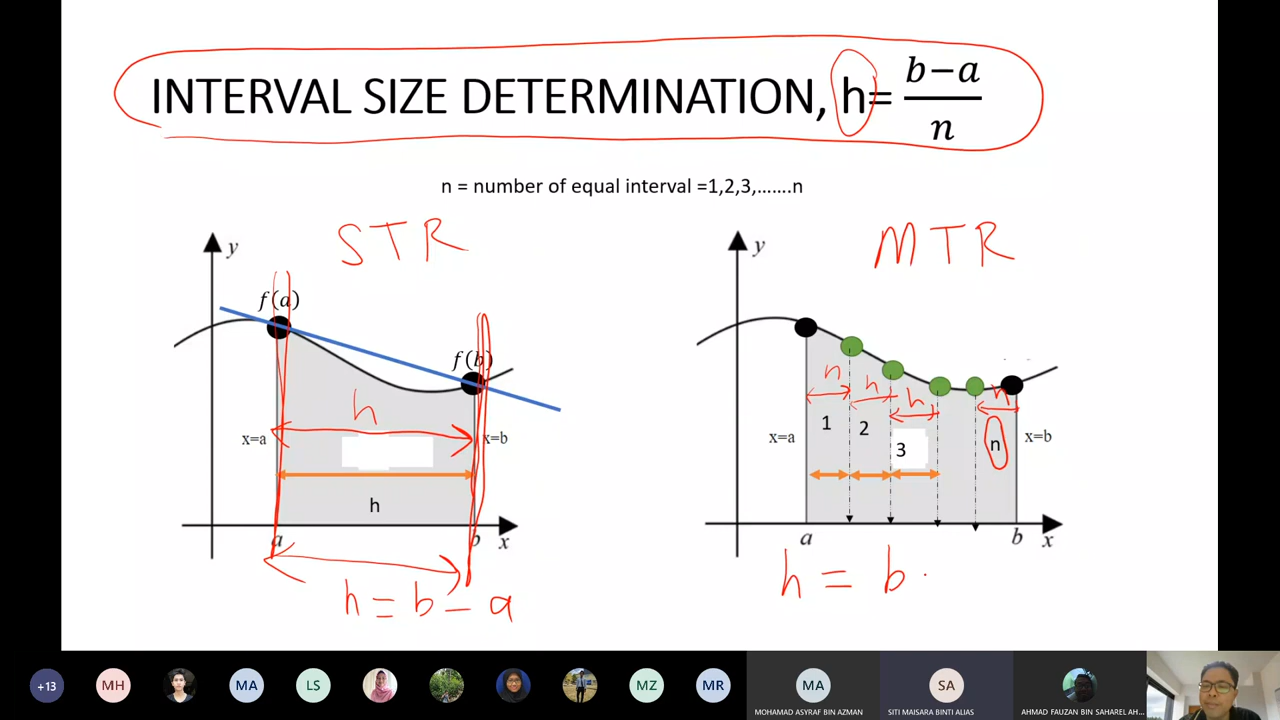 INTERVAL SIZE DETERMINATION, h= b−a / n
n = number of equal interval =1,2,3,…….n
STR
MTR
y
y
f(a)
f(b)
h
h
h
h
h
1
2
3
n
x=a
x=b
x=a
x=b
h
a
b
x
a
b
x
h = b - a
h = b
+13
MH
MA
LS
MZ
MR
MA
SA
MOHAMAD ASYRAF BIN AZMAN
SITI MAISARA BINTI ALIAS
AHMAD FAUZAN BIN SAHAREL AH...